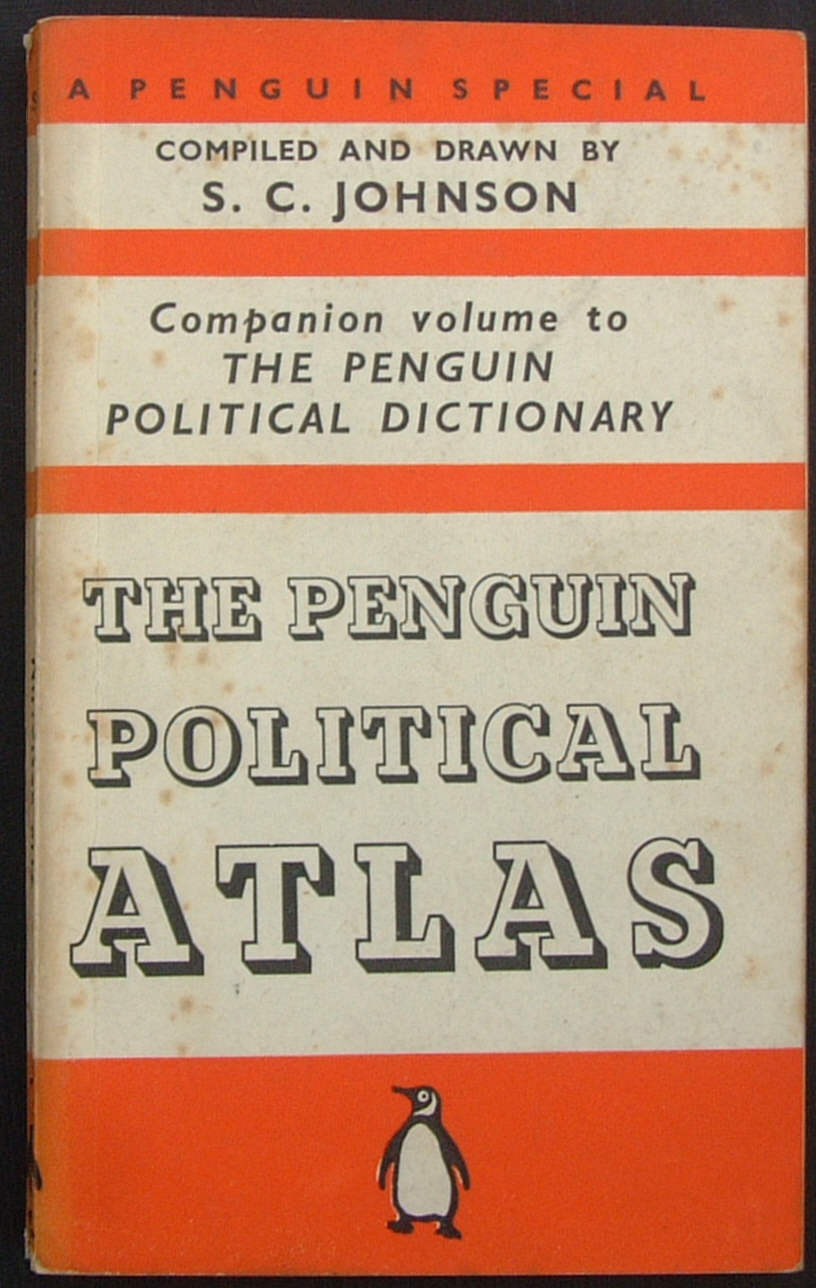 A PENGUIN SPECIAL
COMPILED AND DRAWN BY
S. C. JOHNSON
Companion volume to
THE PENGUIN
POLITICAL DICTIONARY
THE PENGUIN
POLITICAL
ATLAS